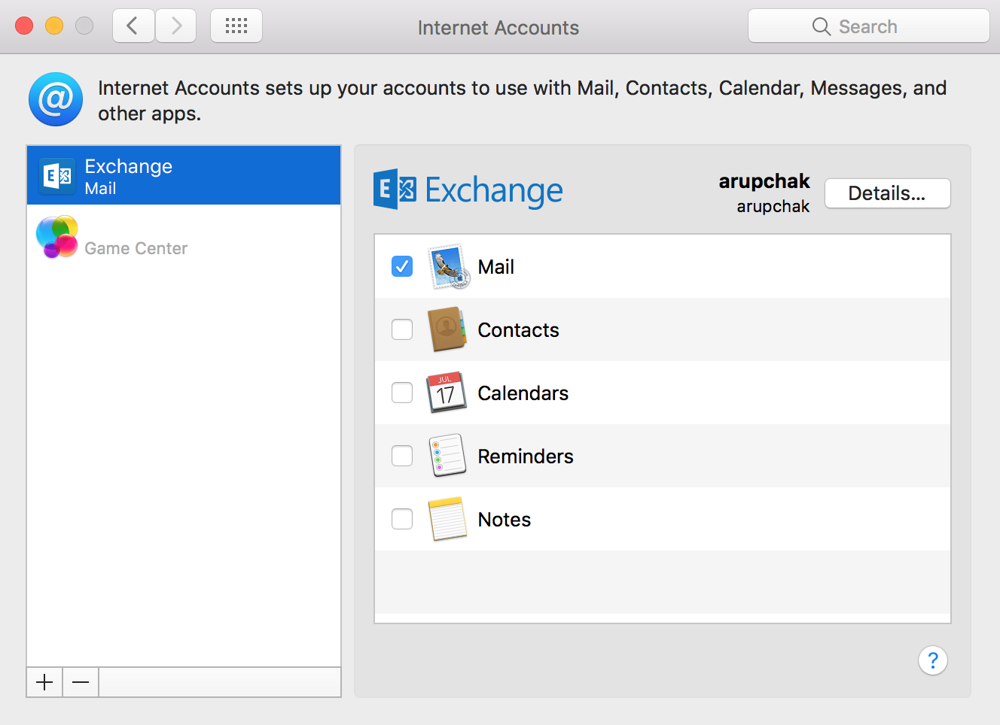 Internet Accounts
Search
Internet Accounts sets up your accounts to use with Mail, Contacts, Calendar, Messages, and
other apps.
Exchange
Mail
Game Center
E
E Exchange
arupchak
arupchak
Details...
Mail
Contacts
JUL
17
Calendars
Reminders
Notes
?